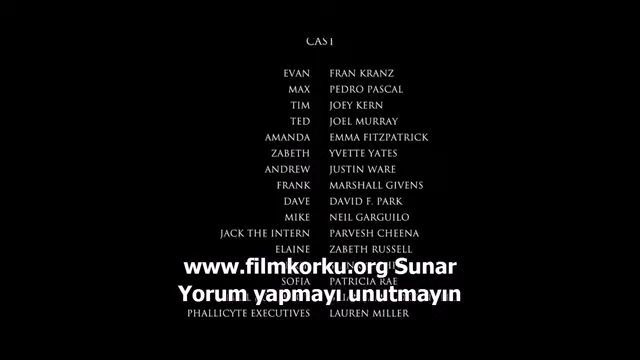 CAST
EVAN FRAN KRANZ
MAX PEDRO PASCAL
TIM JOEY KERN
TED JOEL MURRAY
AMANDA EMMA FITZPATRICK
ZABETH YVETTE YATES
ANDREW JUSTIN WARE
FRANK MARSHALL GIVENS
DAVE DAVID F. PARK
MIKE NEIL GARGUILO
JACK THE INTERN PARVESH CHEENA
ELAINE ZABETH RUSSELL
www.filmkorku.org Sunar
SOFIA PATRICIA RAE
Yorum yapmayı unutmayın
PHALLICYTE EXECUTIVES LAUREN MILLER